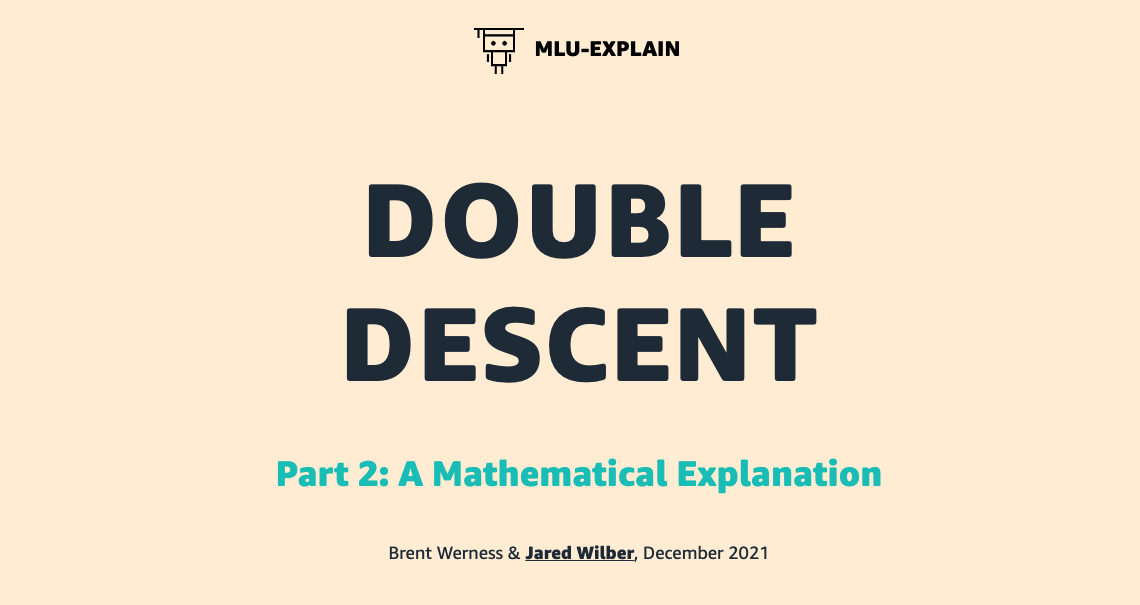 MLU-EXPLAIN
DOUBLE
DESCENT
Part 2: A Mathematical Explanation
Brent Werness & Jared Wilber, December 2021